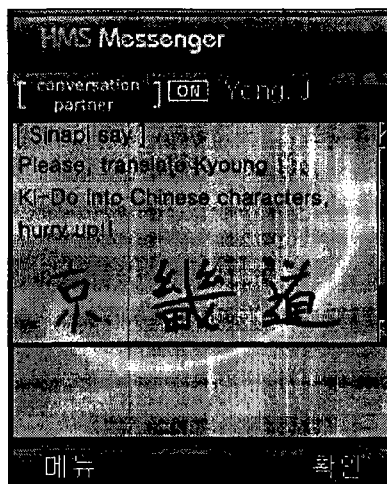 HMS Messenger
[ conversation partner ] ON
[ Sinapi say ]
Please, translate Kyoung
Ki-Do into Chinese characters,
hurry up!!
京 畿 道
메뉴 확인